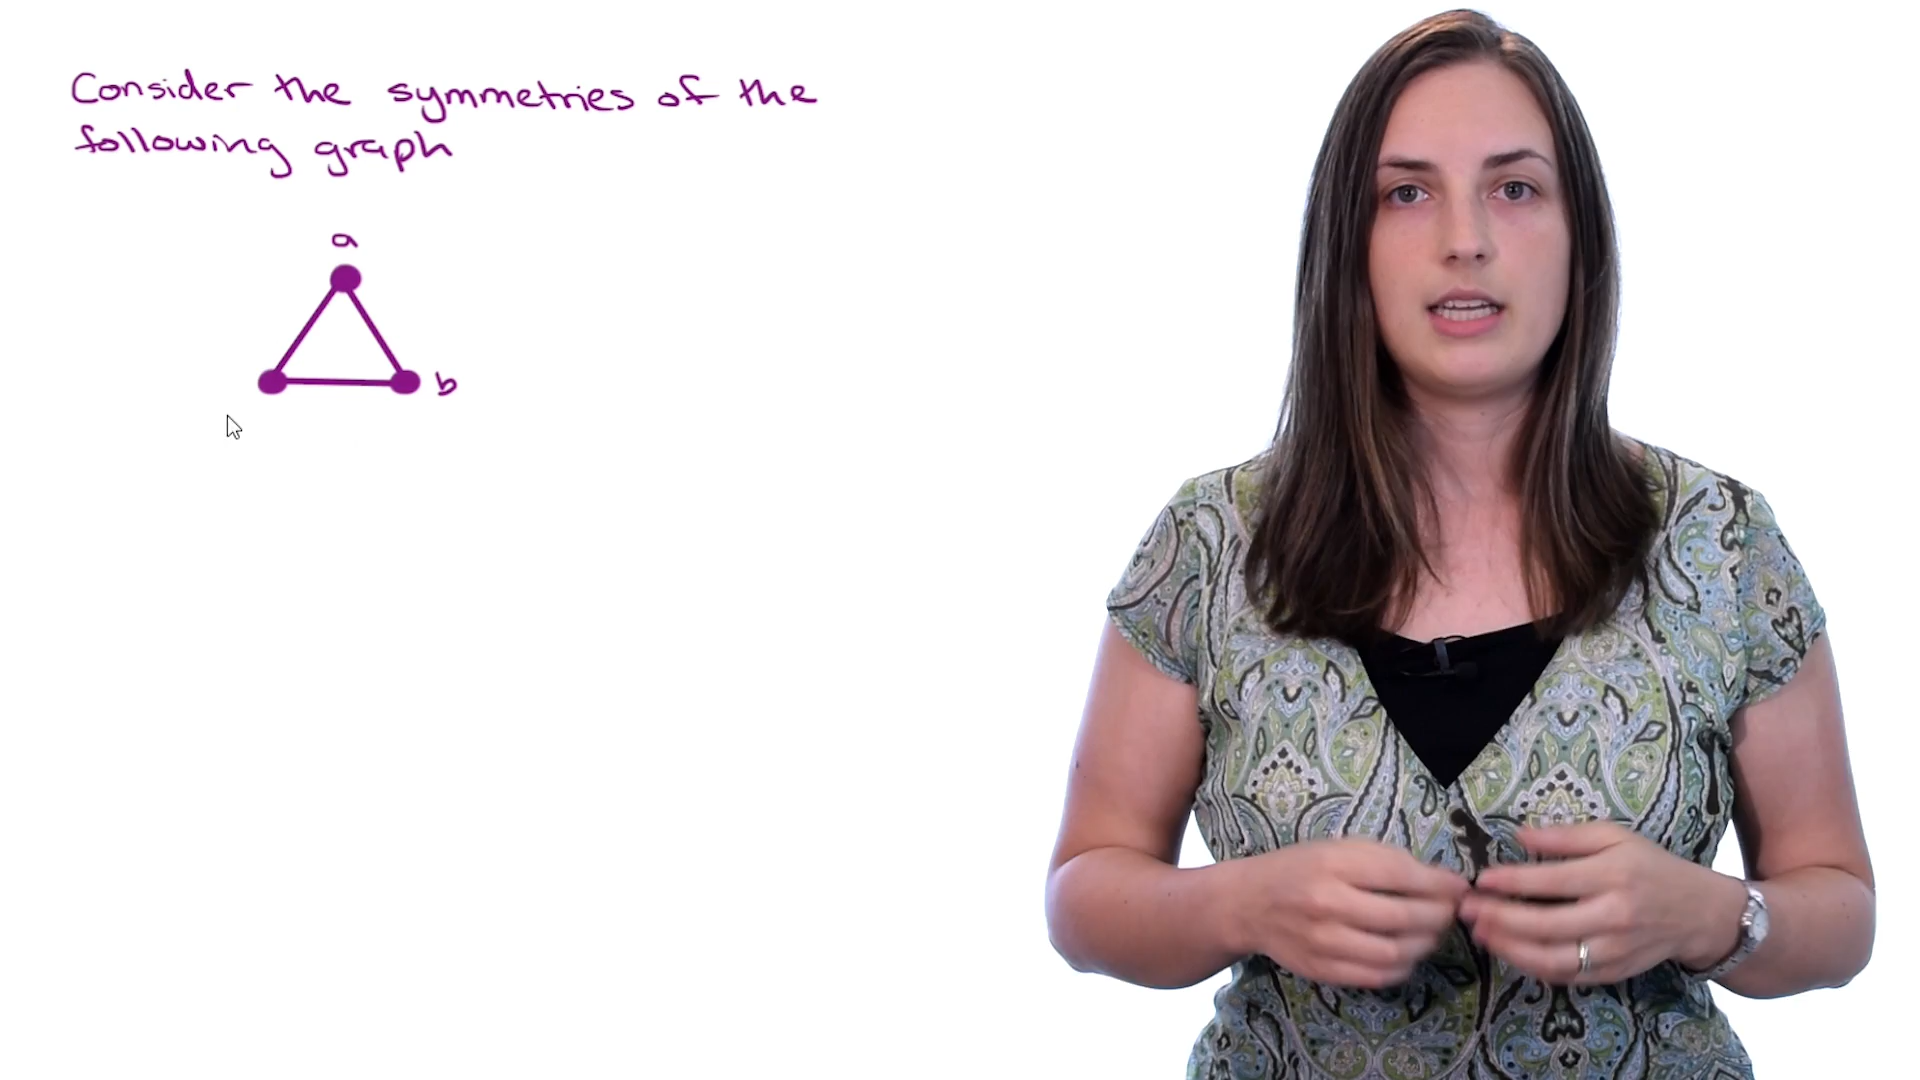 Consider the symmetries of the
following graph
a
b